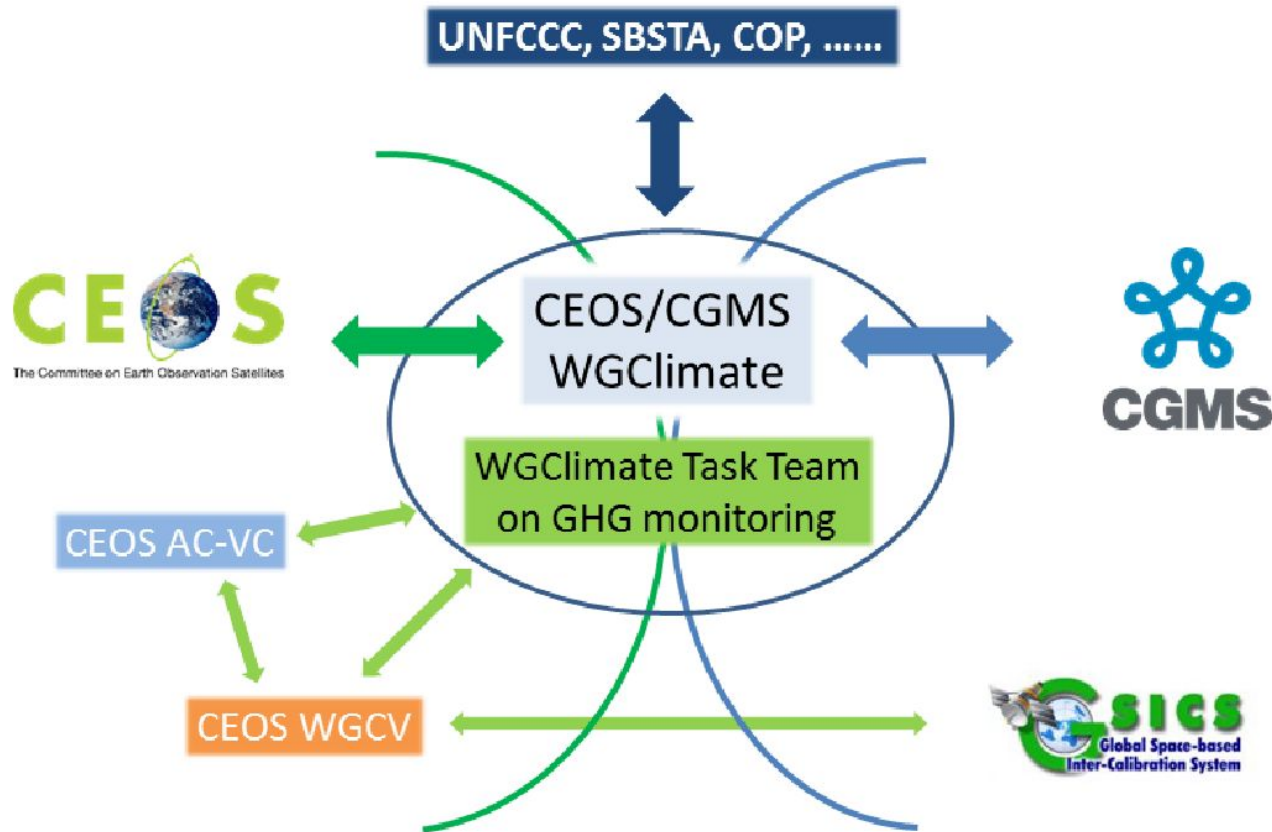 UNFCCC, SBSTA, COP, ......
CEOS
The Committee on Earth Observation Satellites
CEOS/CGMS
WGClimate
CGMS
WGClimate Task Team
on GHG monitoring
CEOS AC-VC
CEOS WGCV
GSICS
Global Space-based
Inter-Calibration System